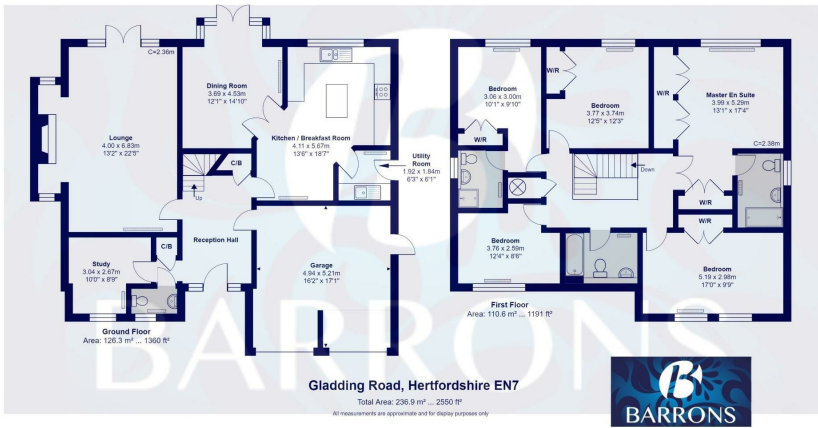 C=2.36m
Lounge
4.00 x 6.83m
13'2" x 22'5"
Dining Room
3.69 x 4.53m
12'1" x 14'10"
Kitchen / Breakfast Room
4.11 x 5.67m
13'6" x 18'7"
Utility
Room
1.92 x 1.84m
6'3" x 6'1"
C/B
Up
Reception Hall
C/B
Study
3.04 x 2.67m
10'0" x 8'9"
Garage
4.94 x 5.21m
16'2" x 17'1"
Ground Floor
Area: 126.3 m² ... 1360 ft²
Bedroom
3.06 x 3.00m
10'1" x 9'10"
W/R
W/R
Bedroom
3.77 x 3.74m
12'5" x 12'3"
W/R
Master En Suite
3.99 x 5.29m
13'1" x 17'4"
C=2.38m
Down
W/R
W/R
Bedroom
3.76 x 2.59m
12'4" x 8'6"
Bedroom
5.19 x 2.98m
17'0" x 9'9"
First Floor
Area: 110.6 m² ... 1191 ft²
BARRONS
Gladding Road, Hertfordshire EN7
Total Area: 236.9 m² ... 2550 ft²
All measurements are approximate and for display purposes only
B
BARRONS